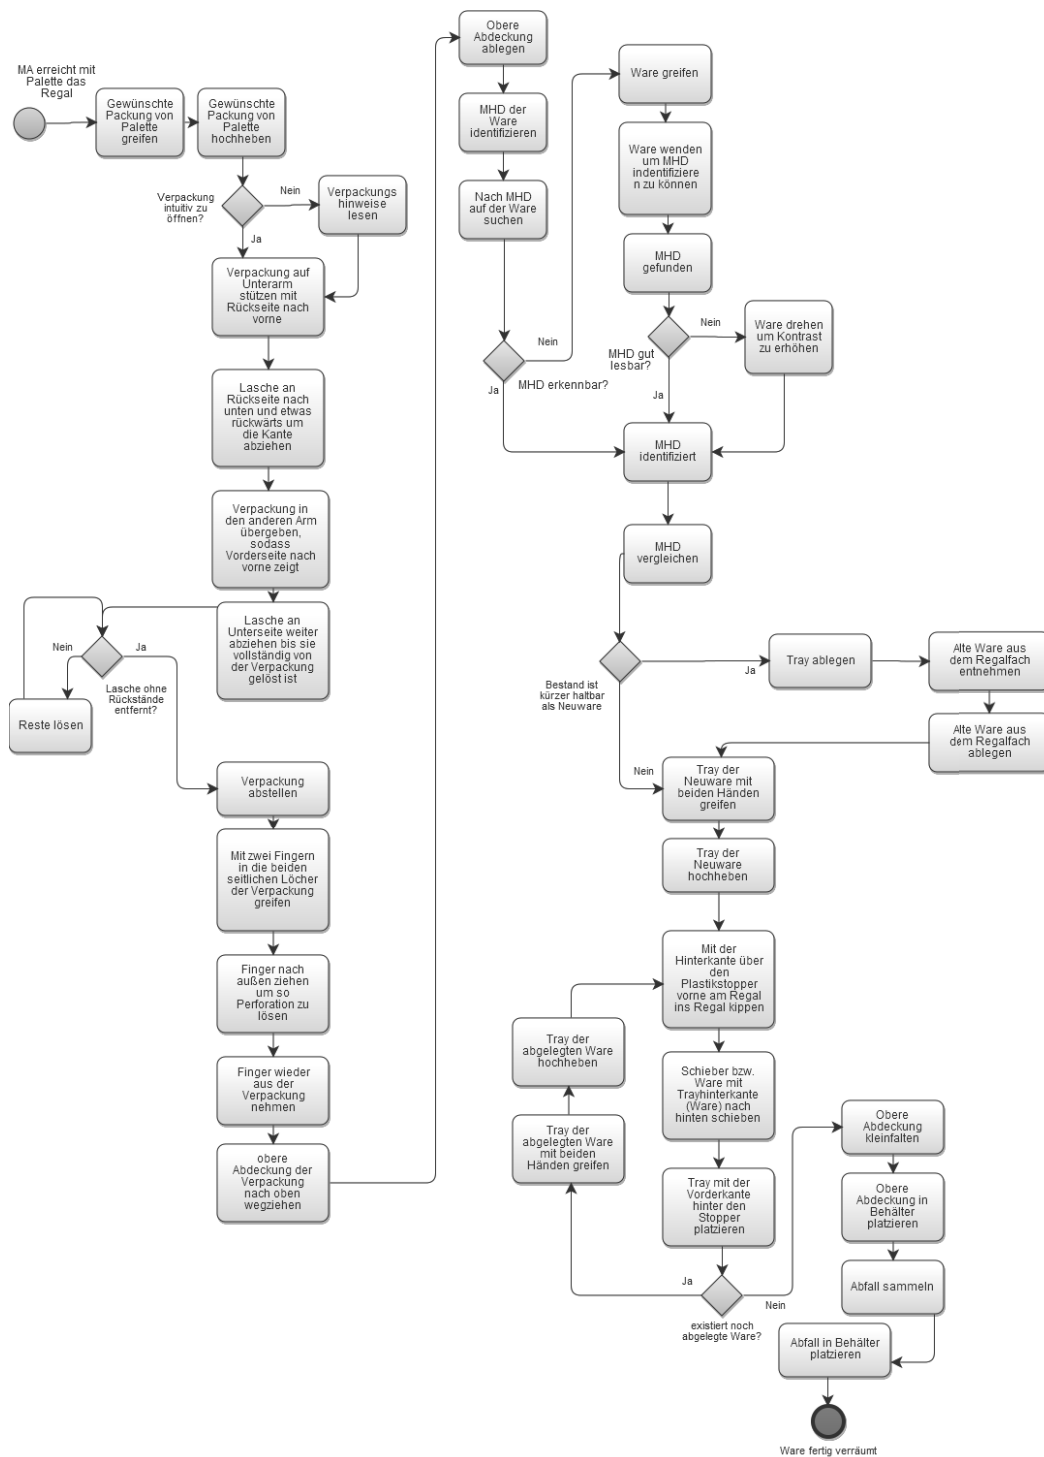 MA erreicht mit
Palette das
Regal
Gewünschte
Packung von
Palette
greifen
Gewünschte
Packung von
Palette
hochheben
Verpackung
intuitiv zu
öffnen?
Nein
Verpackungs
hinweise
lesen
Ja
Verpackung auf
Unterarm
stützen mit
Rückseite nach
vorne
Lasche an
Rückseite nach
unten und etwas
rückwärts um
die Kante
abziehen
Verpackung in
den anderen Arm
übergeben,
sodass
Vorderseite nach
vorne zeigt
Lasche an
Unterseite weiter
abziehen bis sie
vollständig von
der Verpackung
gelöst ist
Nein
Ja
Lasche ohne
Rückstände
entfernt?
Reste lösen
Verpackung
abstellen
Mit zwei Fingern
in die beiden
seitlichen Löcher
der Verpackung
greifen
Finger nach
außen ziehen
um so
Perforation zu
lösen
Finger wieder
aus der
Verpackung
nehmen
obere
Abdeckung der
Verpackung
nach oben
wegziehen
Obere
Abdeckung
ablegen
MHD der
Ware
identifizieren
Nach MHD
auf der Ware
suchen
Nein
MHD erkennbar?
Ja
Ware greifen
Ware wenden
um MHD
indentifiziere
n zu können
MHD
gefunden
Nein
MHD gut
lesbar?
Ja
Ware drehen
um Kontrast
zu erhöhen
MHD
identifiziert
MHD
vergleichen
Bestand ist
kürzer haltbar
als Neuware
Ja
Tray ablegen
Alte Ware aus
dem Regalfach
entnehmen
Alte Ware aus
dem Regalfach
ablegen
Nein
Tray der
Neuware mit
beiden Händen
greifen
Tray der
Neuware
hochheben
Mit der
Hinterkante über
den
Plastikstopper
vorne am Regal
ins Regal kippen
Schieber bzw.
Ware mit
Trayhinterkante
(Ware) nach
hinten schieben
Tray mit der
Vorderkante
hinter den
Stopper
platzieren
Ja
Nein
existiert noch
abgelegte Ware?
Tray der
abgelegten Ware
mit beiden
Händen greifen
Tray der
abgelegten Ware
hochheben
Obere
Abdeckung
kleinfalten
Obere
Abdeckung in
Behälter
platzieren
Abfall sammeln
Abfall in Behälter
platzieren
Ware fertig verräumt